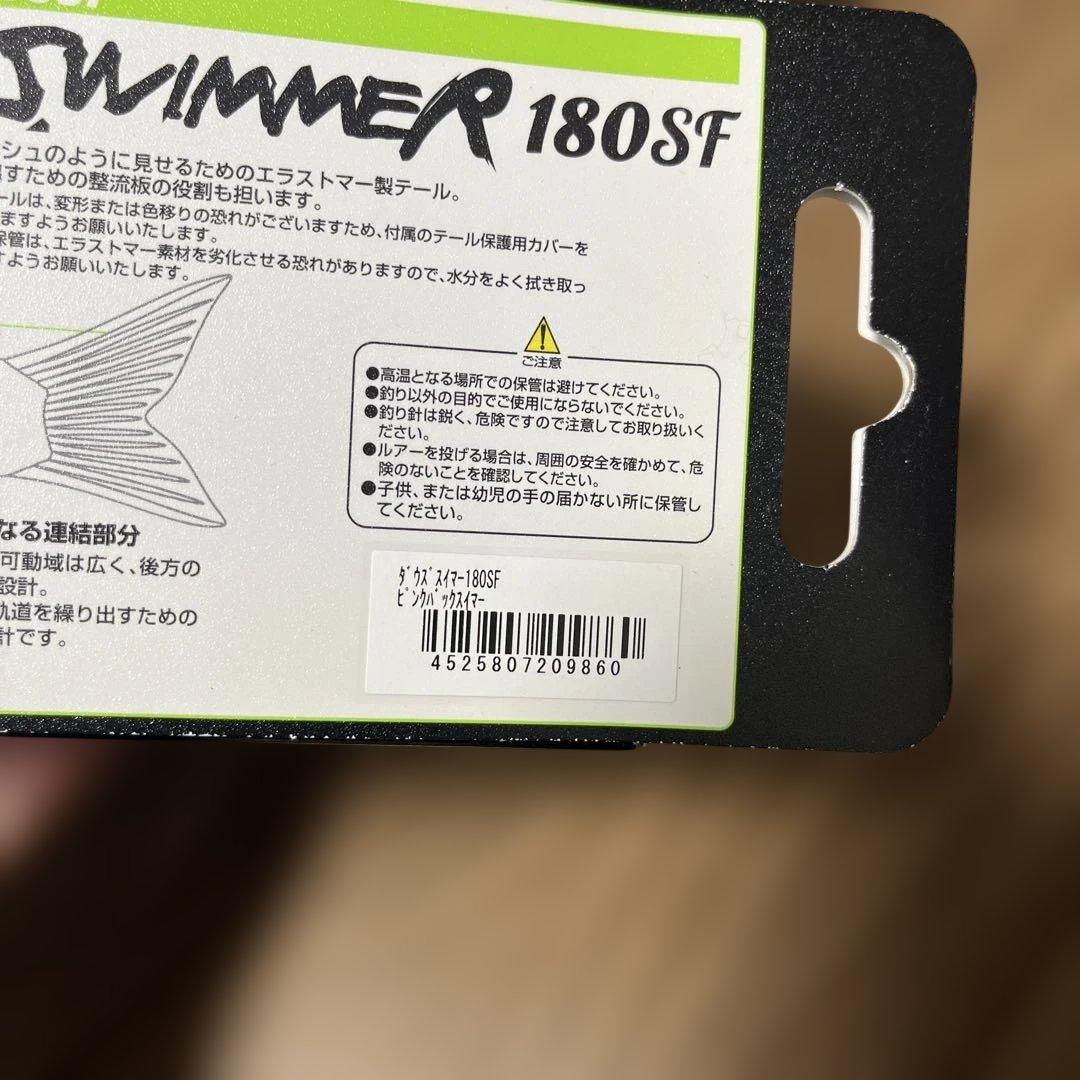 SWIMMER 180SF
シュのように見せるためのエラストマー製テール。
すための整流板の役割も担います。
ールは、変形または色移りの恐れがございますため、付属のテール保護用カバーを
ますようお願いいたします。
保管は、エラストマー素材を劣化させる恐れがありますので、水分をよく拭き取っ
すようお願いいたします。
ご注意
●高温となる場所での保管は避けてください。
●釣り以外の目的でご使用にならないでください。
●釣り針は鋭く、危険ですので注意してお取り扱いく
ださい。
●ルアーを投げる場合は、周囲の安全を確かめて、危
険のないことを確認してください。
●子供、または幼児の手の届かない所に保管し
てください。
なる連結部分
可動域は広く、後方の
設計。
軌道を繰り出すための
計です。
ﾀﾞｳｽﾞｽｲﾏｰ180SF
ﾋﾟﾝｸﾊﾞｯｸｽｲﾏｰ
4525807209860